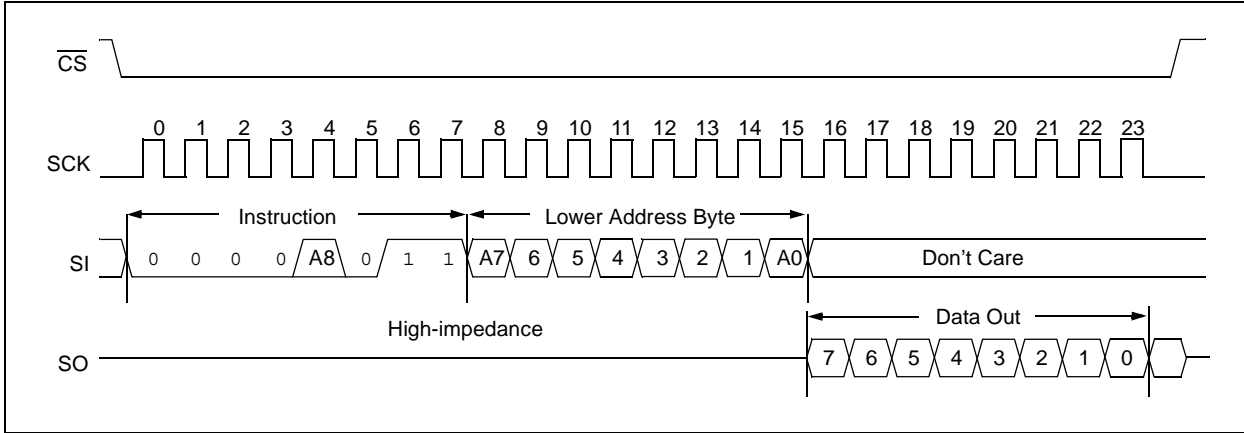 CS
0 1 2 3 4 5 6 7 8 9 10 11 12 13 14 15 16 17 18 19 20 21 22 23
SCK
Instruction Lower Address Byte
SI 0 0 0 0 A8 0 1 1 A7 6 5 4 3 2 1 A0 Don't Care
High-impedance Data Out
SO 7 6 5 4 3 2 1 0